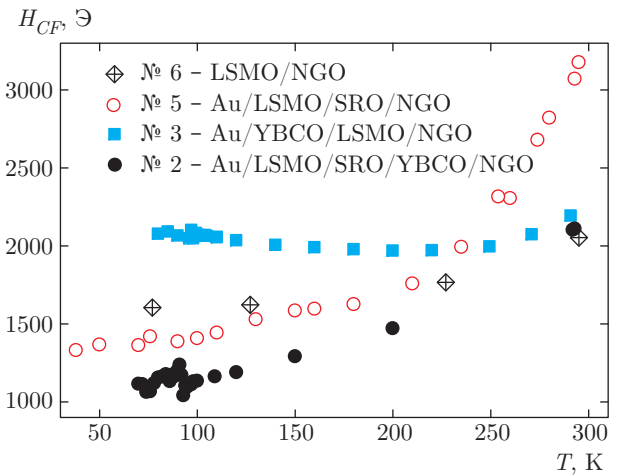 H_CF, Э
3000
2500
2000
1500
1000
№ 6 – LSMO/NGO
№ 5 – Au/LSMO/SRO/NGO
№ 3 – Au/YBCO/LSMO/NGO
№ 2 – Au/LSMO/SRO/YBCO/NGO
50 100 150 200 250 300
T, K